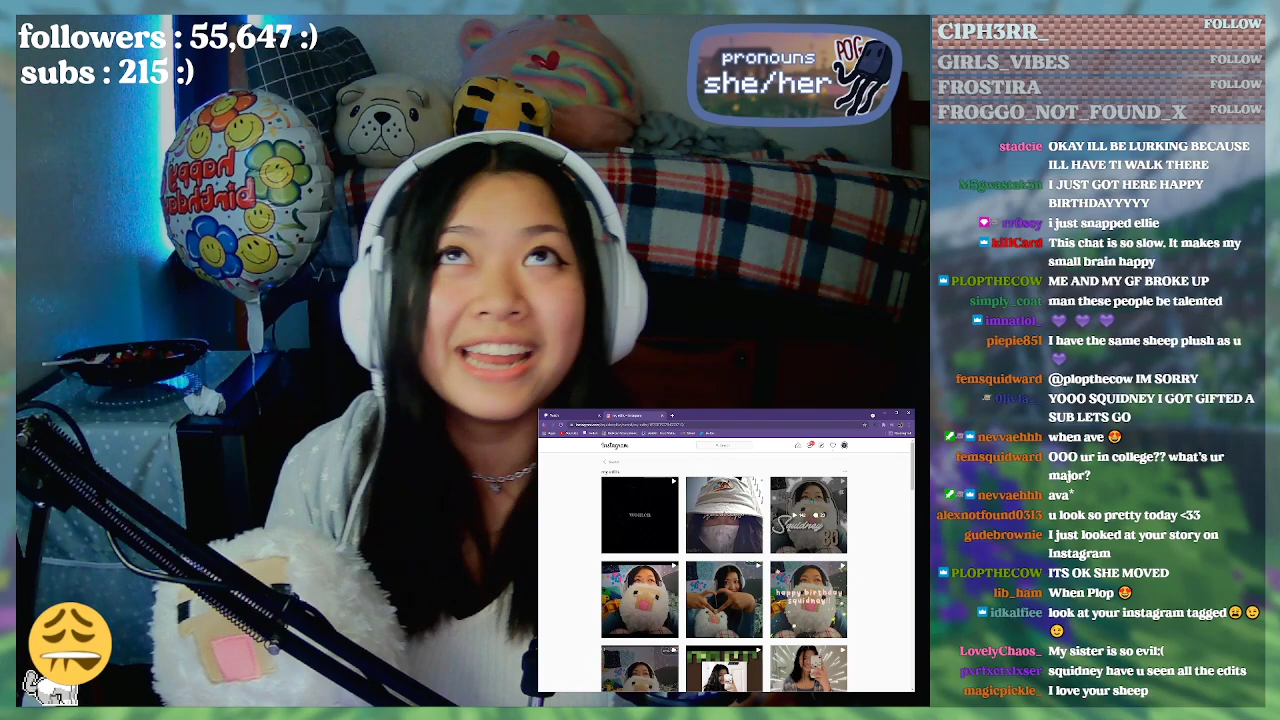 followers : 55,647 :)
subs : 215 :)
pronouns
she/her
POG
Happy
Birthday
C1PH3RR_ FOLLOW
GIRLS_VIBES FOLLOW
FROSTIRA FOLLOW
FROGGO_NOT_FOUND_X FOLLOW
stadcie OKAY ILL BE LURKING BECAUSE
ILL HAVE TI WALK THERE
I JUST GOT HERE HAPPY
BIRTHDAYYYYY
i just snapped ellie
killCard This chat is so slow. It makes my
small brain happy
PLOPTHECOW ME AND MY GF BROKE UP
simply_coat man these people be talented
imnatlol_ 💜 💜 💜
piepie851 I have the same sheep plush as u
💜
femsquidward @plopthecow IM SORRY
YOOO SQUIDNEY I GOT GIFTED A
SUB LETS GO
nevvaehhh when ave 😍
femsquidward OOO ur in college?? what's ur
major?
nevvaehhh ava*
alexnotfound0313 u look so pretty today <33
gudebrownie I just looked at your story on
Instagram
PLOPTHECOW ITS OK SHE MOVED
lib_ham When Plop 😍
idkalfiee look at your instagram tagged 😩 😉
😉
LovelyChaos_ My sister is so evil:(
squidney have u seen all the edits
magicpickle_ I love your sheep
Instagram
women
Squidney
happy birthday
squidney!!